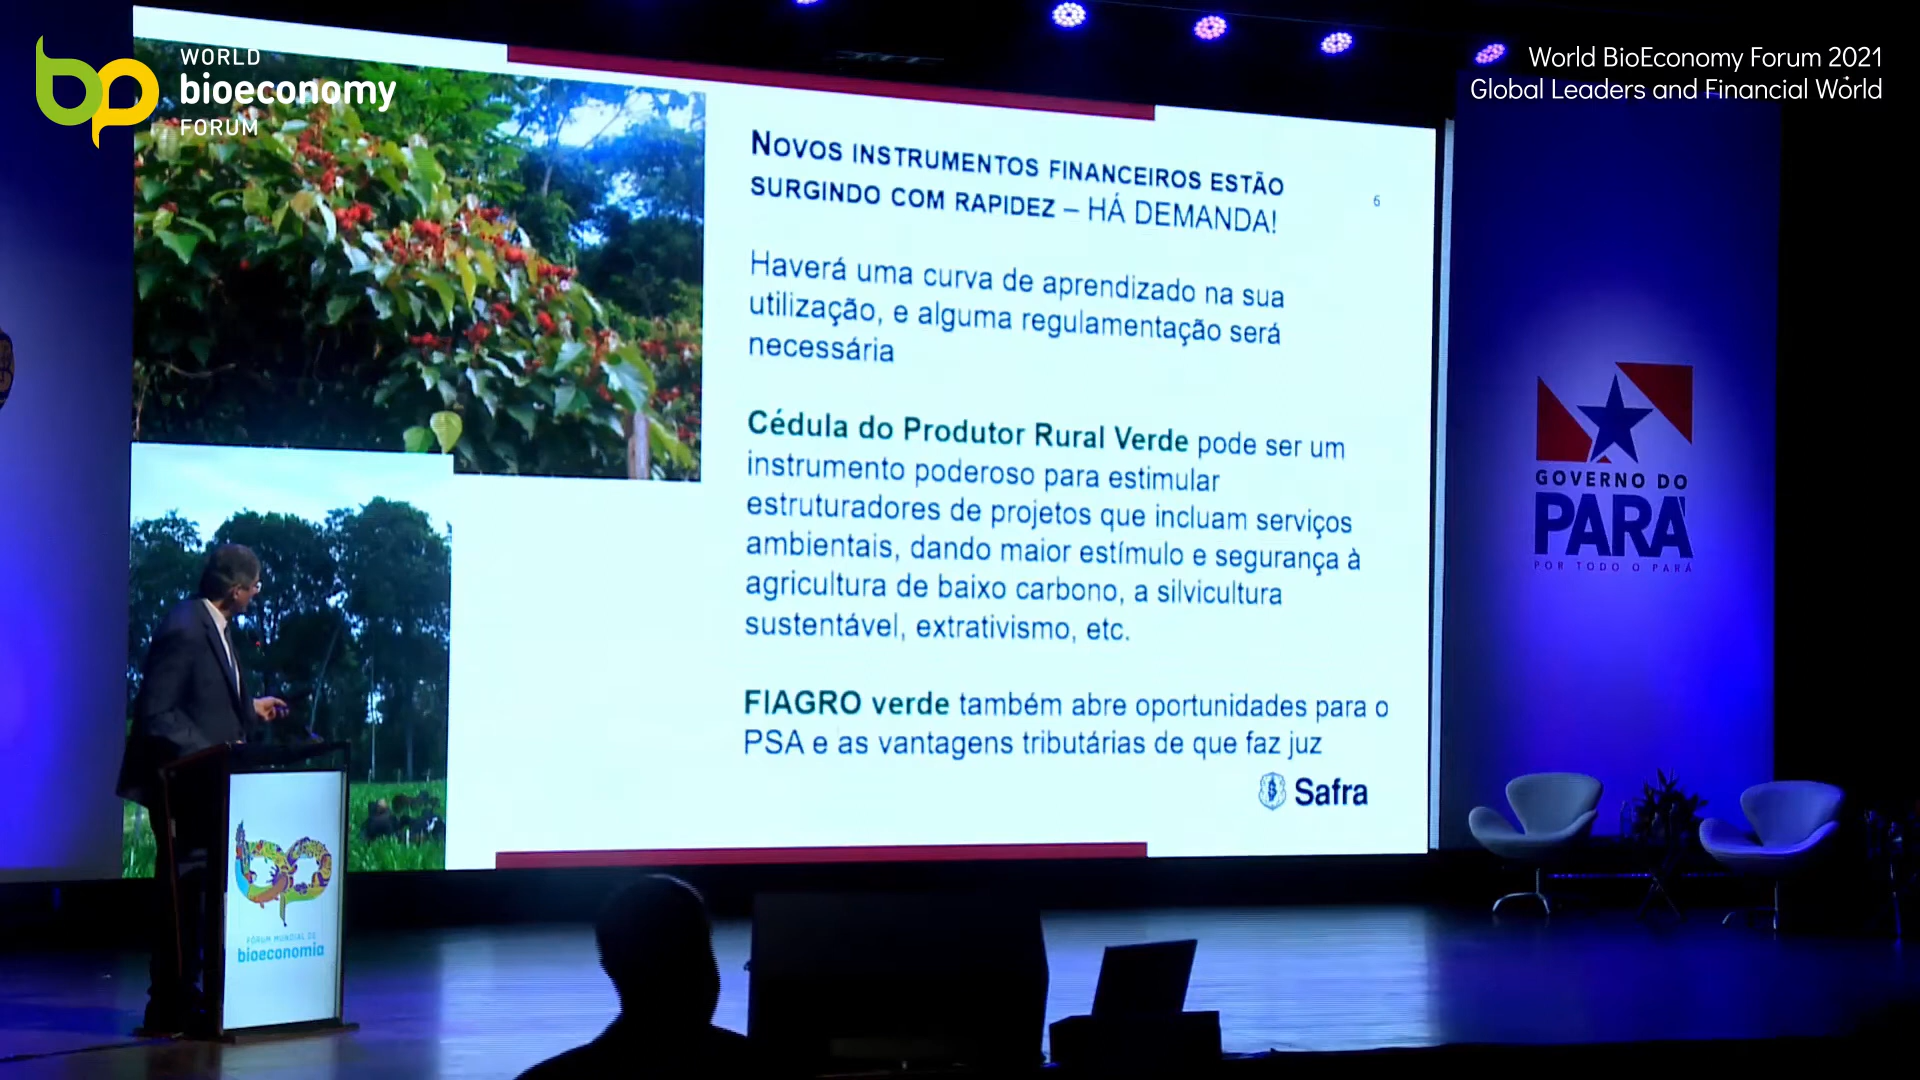 WORLD
bioeconomy
FORUM
World BioEconomy Forum 2021
Global Leaders and Financial World
NOVOS INSTRUMENTOS FINANCEIROS ESTÃO
SURGINDO COM RAPIDEZ – HÁ DEMANDA!
6
Haverá uma curva de aprendizado na sua
utilização, e alguma regulamentação será
necessária
Cédula do Produtor Rural Verde pode ser um
instrumento poderoso para estimular
estruturadores de projetos que incluam serviços
ambientais, dando maior estímulo e segurança à
agricultura de baixo carbono, a silvicultura
sustentável, extrativismo, etc.
FIAGRO verde também abre oportunidades para o
PSA e as vantagens tributárias de que faz juz
Safra
GOVERNO DO
PARÁ
POR TODO O PARÁ
FÓRUM MUNDIAL DE
bioeconomia